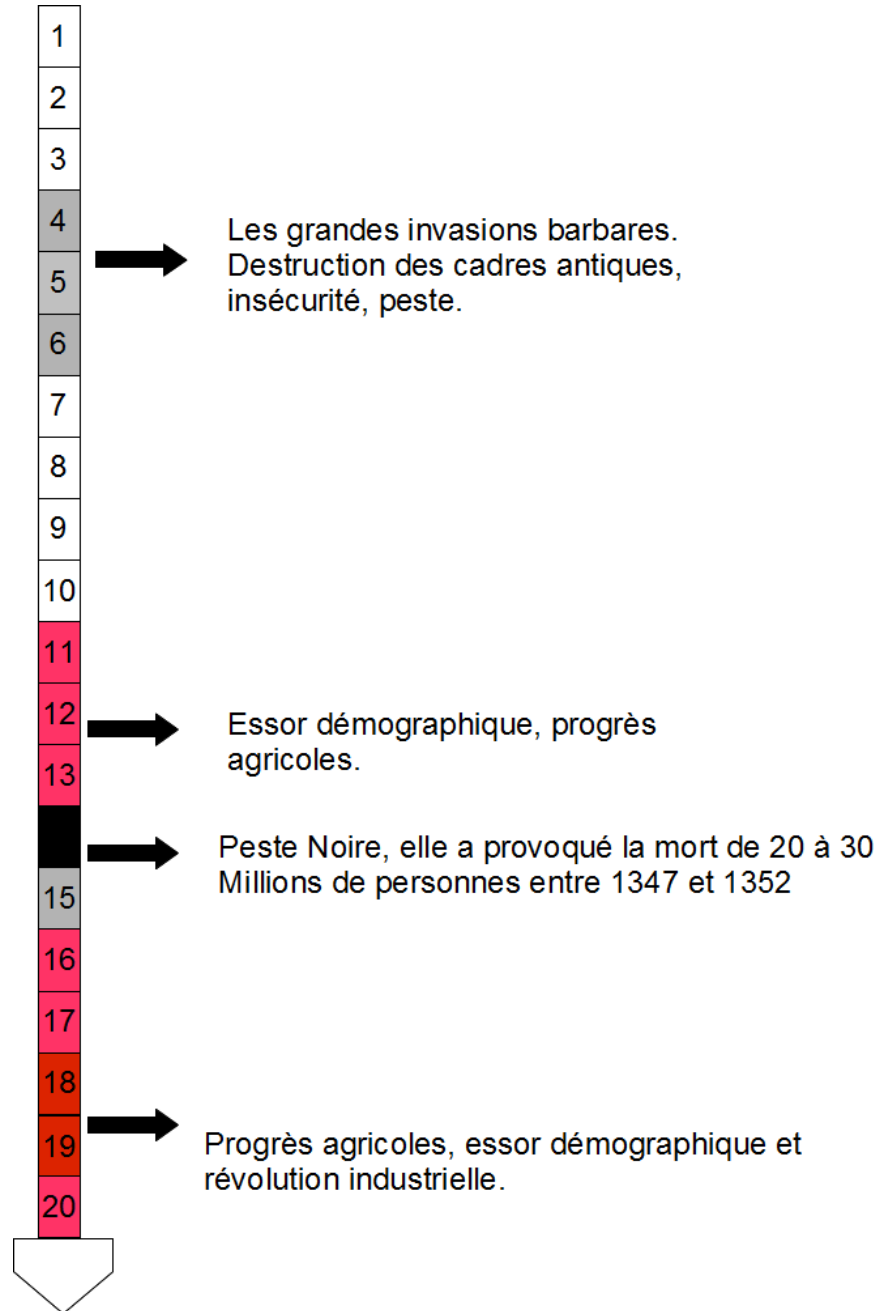 1
2
3
4
Les grandes invasions barbares.
Destruction des cadres antiques,
5
insécurité, peste.
6
7
8
9
10
11
12
Essor démographique, progrès
agricoles.
13
Peste Noire, elle a provoqué la mort de 20 à 30
Millions de personnes entre 1347 et 1352
15
16
17
18
19
Progrès agricoles, essor démographique et
révolution industrielle.
20